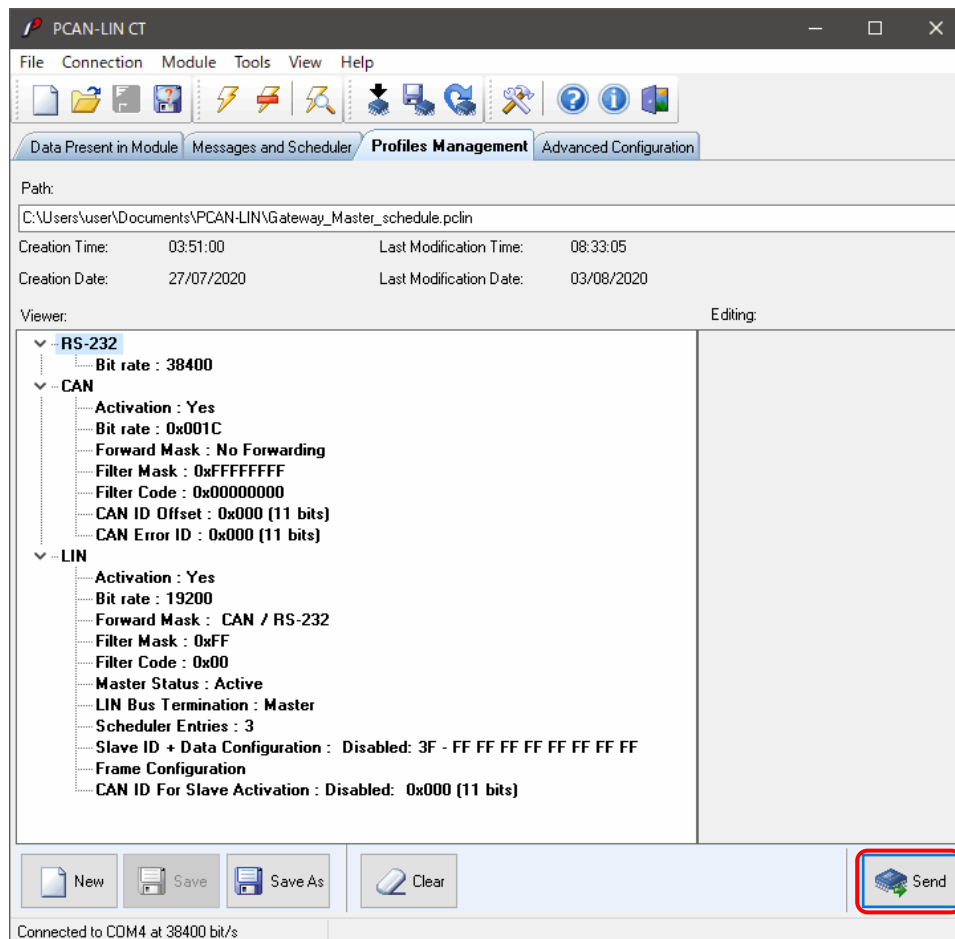 PCAN-LIN CT
File Connection Module Tools View Help
Data Present in Module Messages and Scheduler Profiles Management Advanced Configuration
Path:
C:\Users\user\Documents\PCAN-LIN\Gateway_Master_schedule.pclin
Creation Time: 03:51:00 Last Modification Time: 08:33:05
Creation Date: 27/07/2020 Last Modification Date: 03/08/2020
Viewer: Editing:
RS-232
Bit rate : 38400
CAN
Activation : Yes
Bit rate : 0x001C
Forward Mask : No Forwarding
Filter Mask : 0xFFFFFFFF
Filter Code : 0x00000000
CAN ID Offset : 0x000 (11 bits)
CAN Error ID : 0x000 (11 bits)
LIN
Activation : Yes
Bit rate : 19200
Forward Mask : CAN / RS-232
Filter Mask : 0xFF
Filter Code : 0x00
Master Status : Active
LIN Bus Termination : Master
Scheduler Entries : 3
Slave ID + Data Configuration : Disabled: 3F - FF FF FF FF FF FF FF FF
Frame Configuration
CAN ID For Slave Activation : Disabled: 0x000 (11 bits)
New Save Save As Clear Send
Connected to COM4 at 38400 bit/s